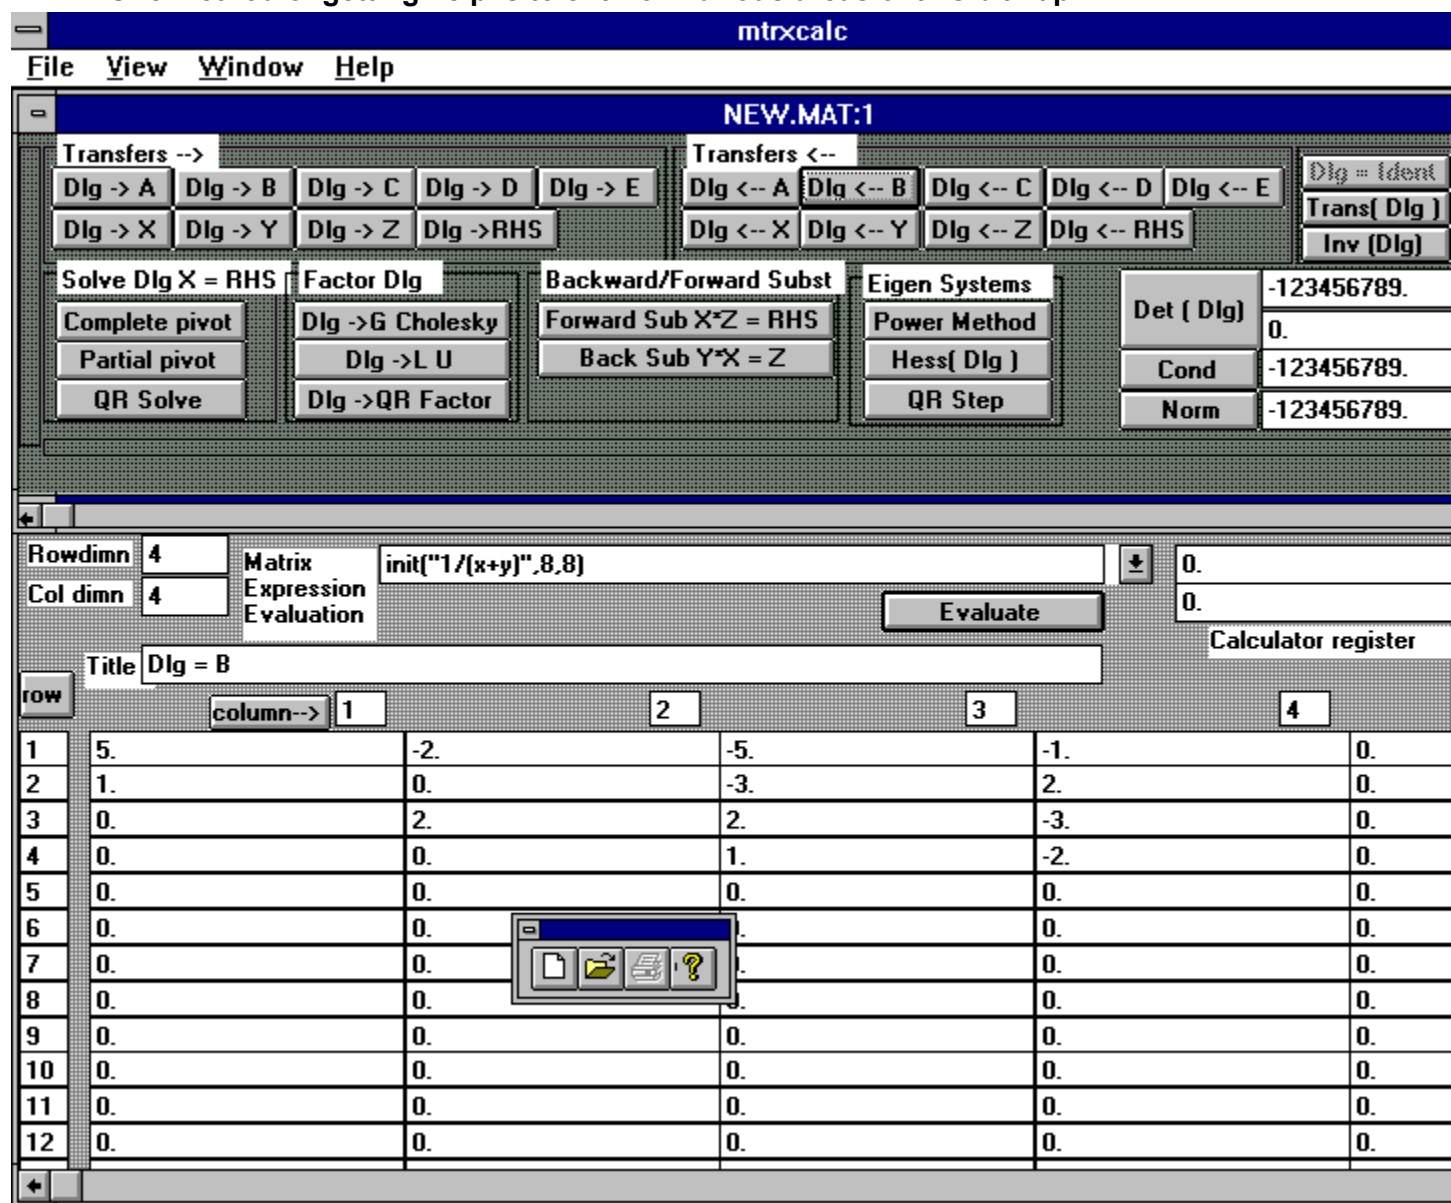 mtrxcalc
File View Window Help
NEW.MAT:1
Transfers --> Transfers <--
Dlg -> A Dlg -> B Dlg -> C Dlg -> D Dlg -> E Dlg <-- A Dlg <-- B Dlg <-- C Dlg <-- D Dlg <-- E Dlg = Ident
Dlg -> X Dlg -> Y Dlg -> Z Dlg ->RHS Dlg <-- X Dlg <-- Y Dlg <-- Z Dlg <-- RHS Trans( Dlg )
Inv (Dlg)
Solve Dlg X = RHS Factor Dlg Backward/Forward Subst Eigen Systems
Complete pivot Dlg ->G Cholesky Forward Sub X*Z = RHS Power Method Det ( Dlg) -123456789.
0.
Partial pivot Dlg ->L U Back Sub Y*X = Z Hess( Dlg ) Cond -123456789.
QR Solve Dlg ->QR Factor QR Step Norm -123456789.
Rowdimn 4 Matrix init("1/(x+y)",8,8) 0.
Col dimn 4 Expression Evaluate 0.
Evaluation
Calculator register
Title Dlg = B
row column--> 1 2 3 4
1 5. -2. -5. -1. 0.
2 1. 0. -3. 2. 0.
3 0. 2. 2. -3. 0.
4 0. 0. 1. -2. 0.
5 0. 0. 0. 0. 0.
6 0. 0. 0. 0.
7 0. 0. 0. 0.
8 0. 0. 0. 0.
9 0. 0. 0. 0. 0.
10 0. 0. 0. 0. 0.
11 0. 0. 0. 0. 0.
12 0. 0. 0. 0. 0.